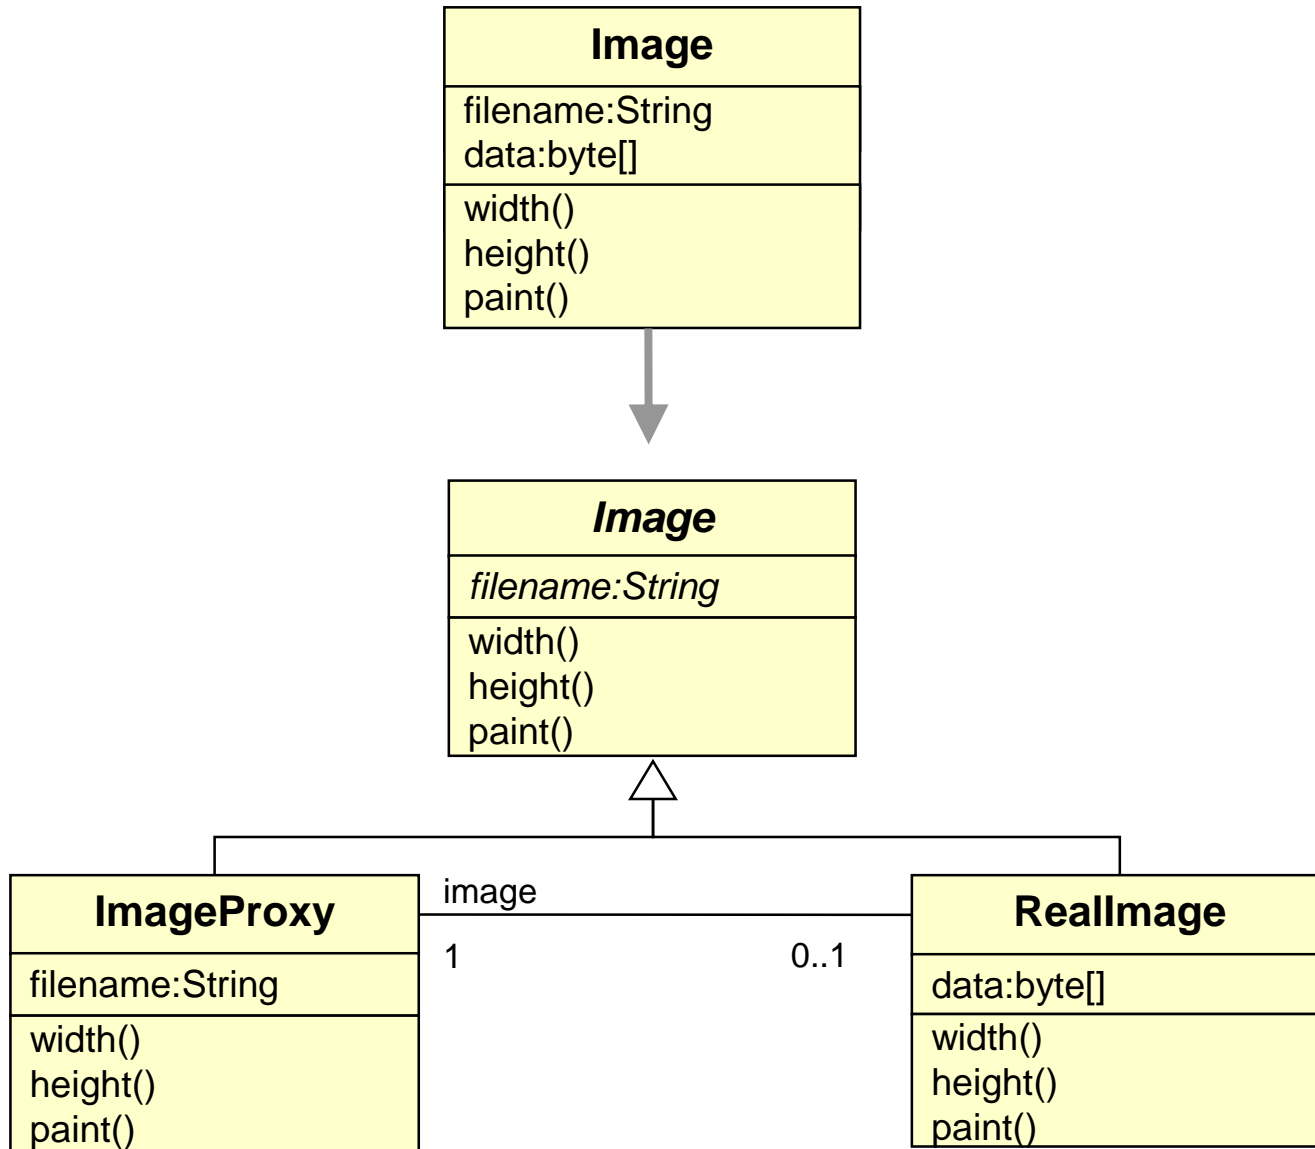 Image
filename:String
data:byte[]
width()
height()
paint()
Image
filename:String
width()
height()
paint()
ImageProxy
filename:String
width()
height()
paint()
image
1
0..1
RealImage
data:byte[]
width()
height()
paint()